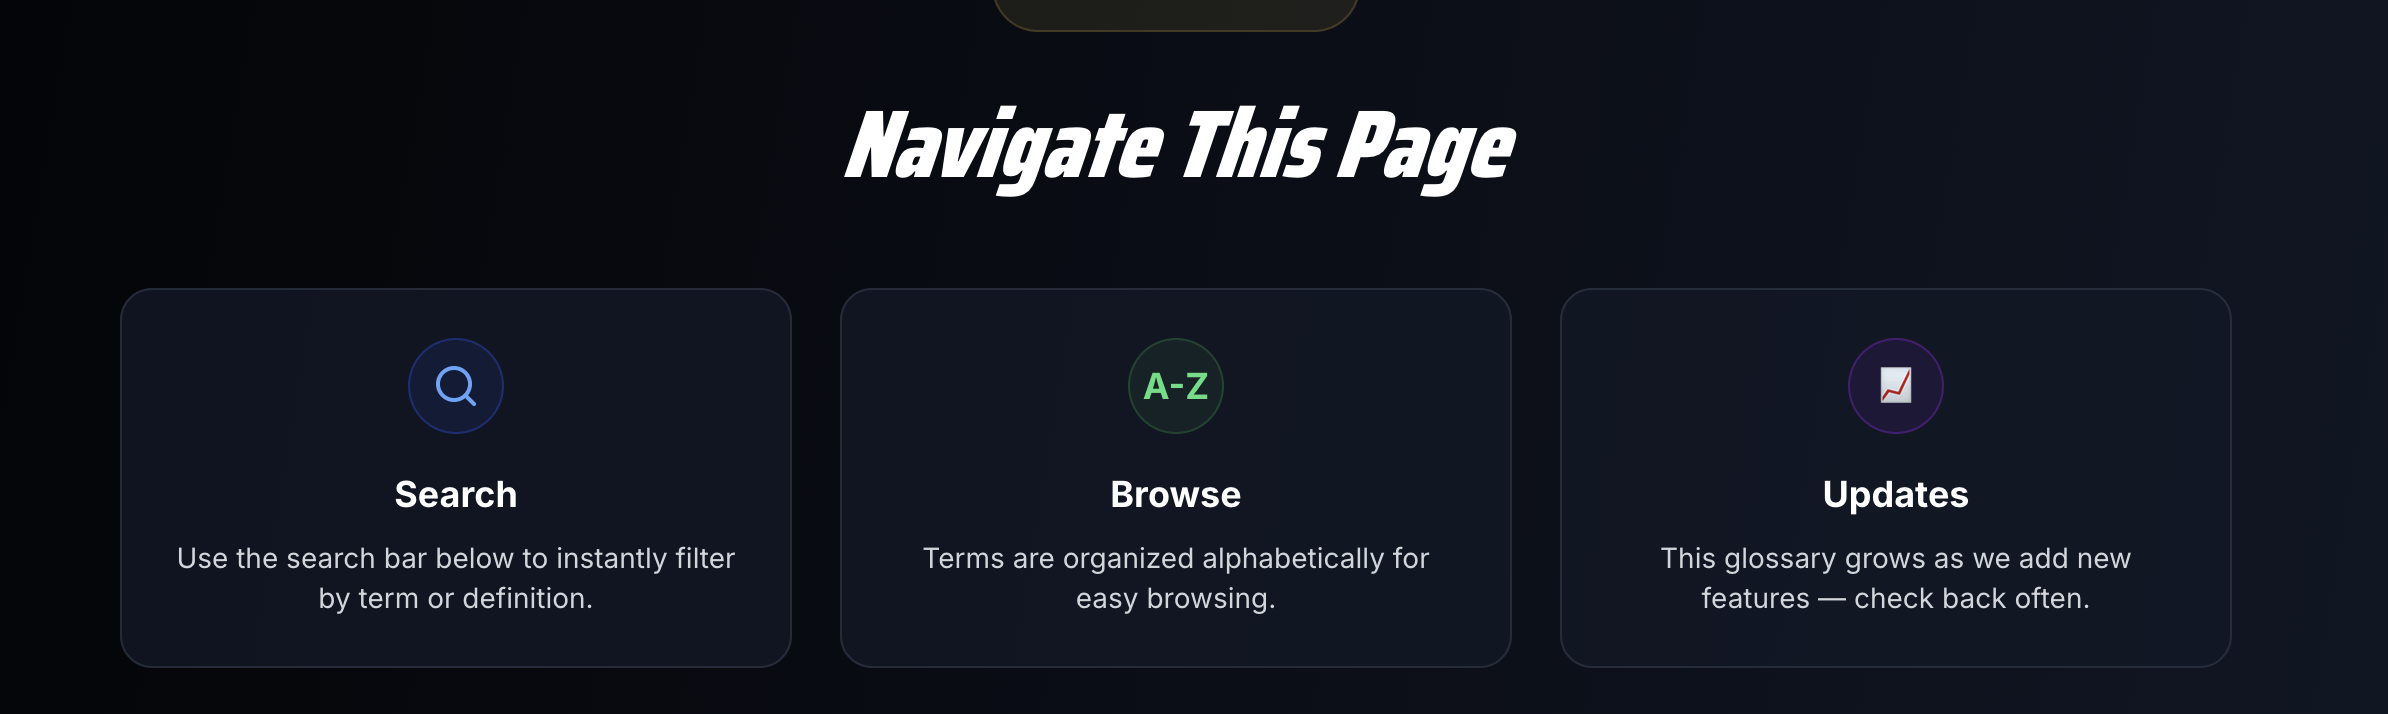 Navigate This Page
A-Z
Search
Use the search bar below to instantly filter
by term or definition.
Browse
Terms are organized alphabetically for
easy browsing.
Updates
This glossary grows as we add new
features — check back often.